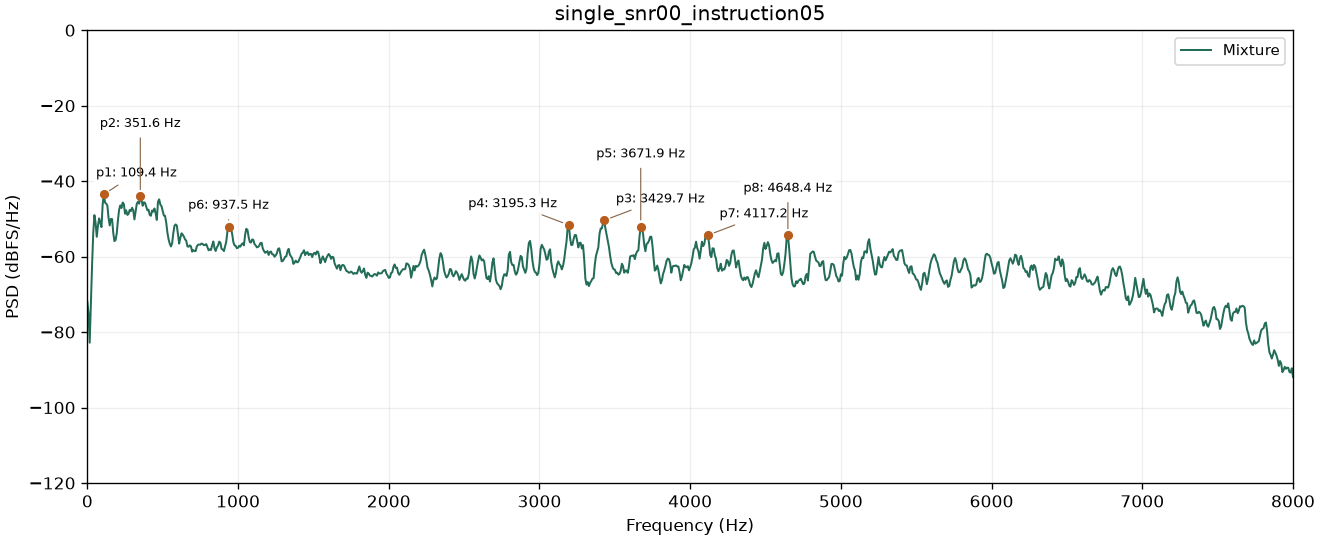 single_snr00_instruction05
Mixture
p2: 351.6 Hz
p5: 3671.9 Hz
p1: 109.4 Hz
p8: 4648.4 Hz
p6: 937.5 Hz
p4: 3195.3 Hz
p3: 3429.7 Hz
p7: 4117.2 Hz
PSD (dBFS/Hz)
0
−20
−40
−60
−80
−100
−120
0 1000 2000 3000 4000 5000 6000 7000 8000
Frequency (Hz)